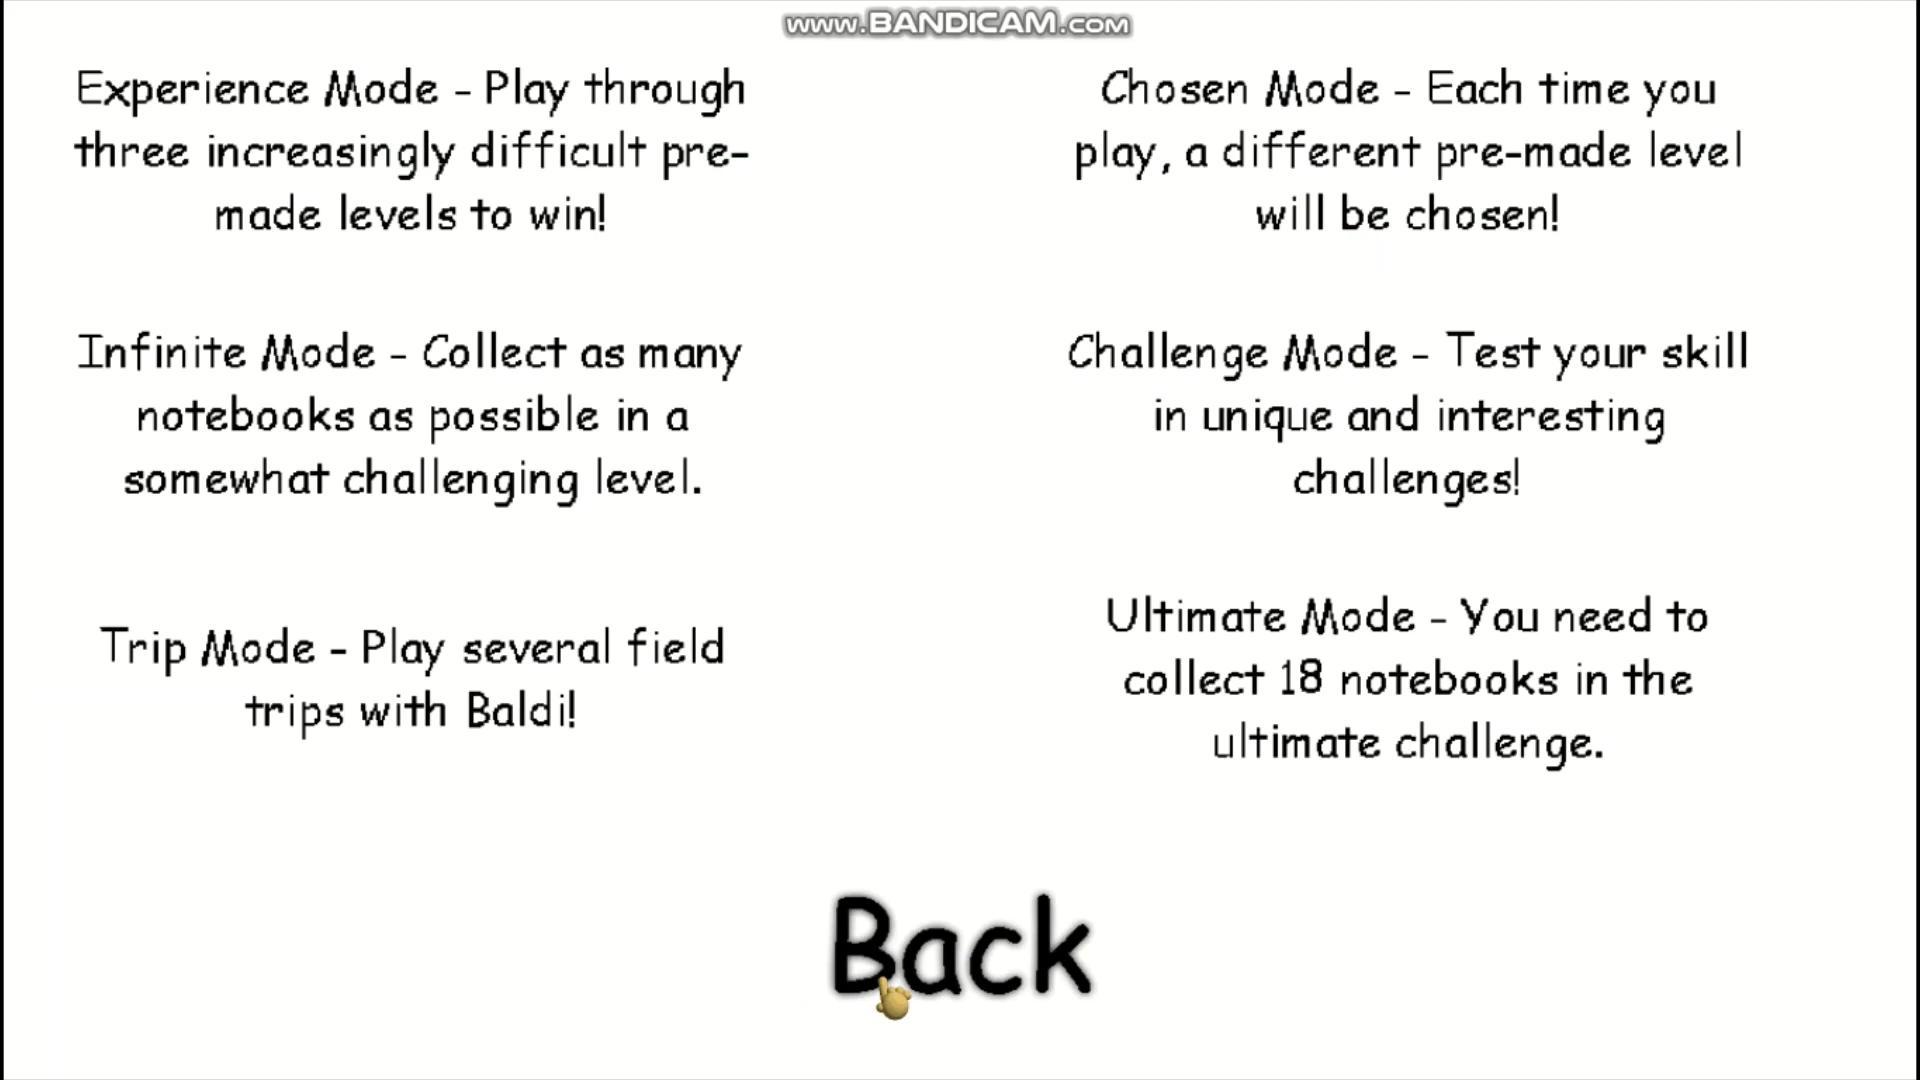 www.BANDICAM.com
Experience Mode - Play through
three increasingly difficult pre-
made levels to win!
Chosen Mode - Each time you
play, a different pre-made level
will be chosen!
Infinite Mode - Collect as many
notebooks as possible in a
somewhat challenging level.
Challenge Mode - Test your skill
in unique and interesting
challenges!
Trip Mode - Play several field
trips with Baldi!
Ultimate Mode - You need to
collect 18 notebooks in the
ultimate challenge.
Back